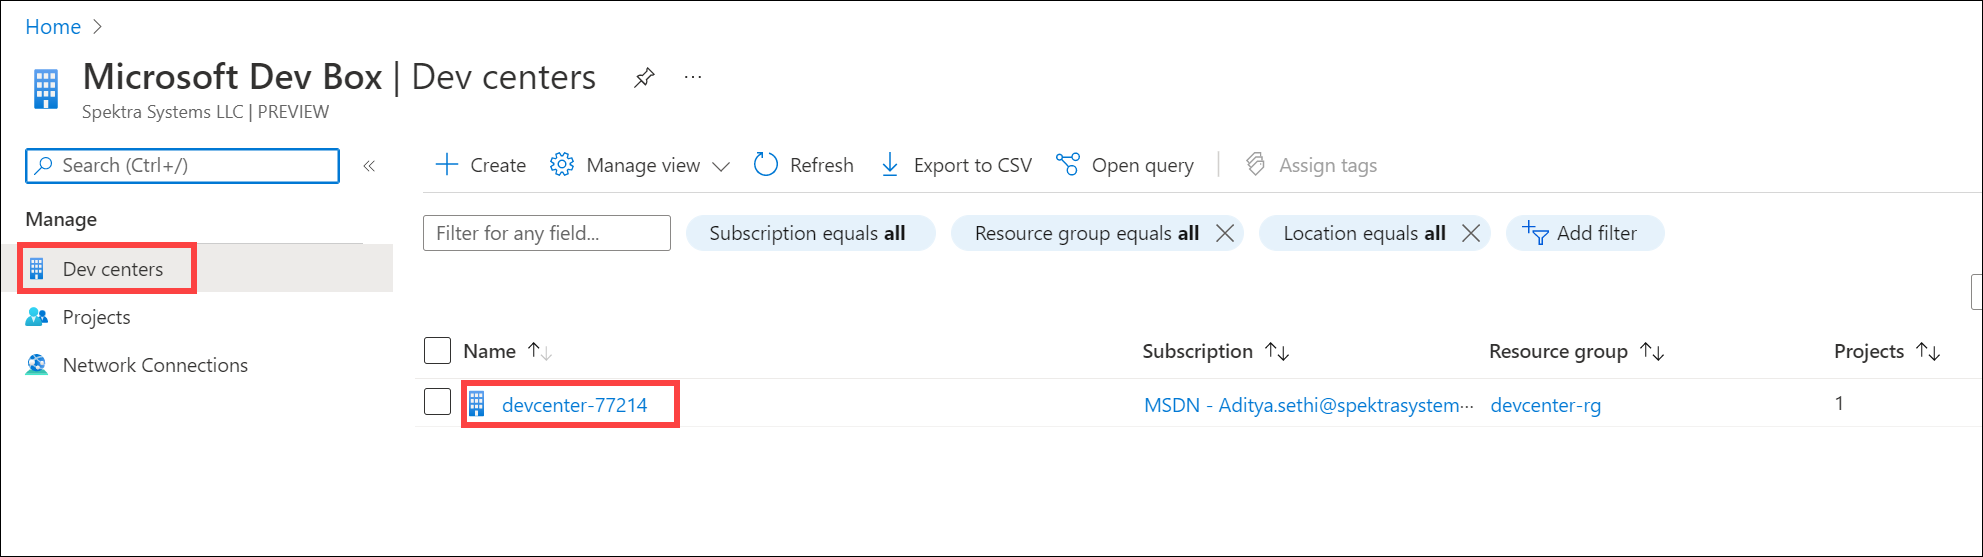 Home
Microsoft Dev Box | Dev centers ...
Spektra Systems LLC | PREVIEW
Search (Ctrl+/) «
Create Manage view Refresh Export to CSV Open query Assign tags
Manage
Filter for any field... Subscription equals all Resource group equals all Location equals all Add filter
Dev centers
Projects
Network Connections
Name Subscription Resource group Projects
devcenter-77214 MSDN - Aditya.sethi@spektrasystem... devcenter-rg 1